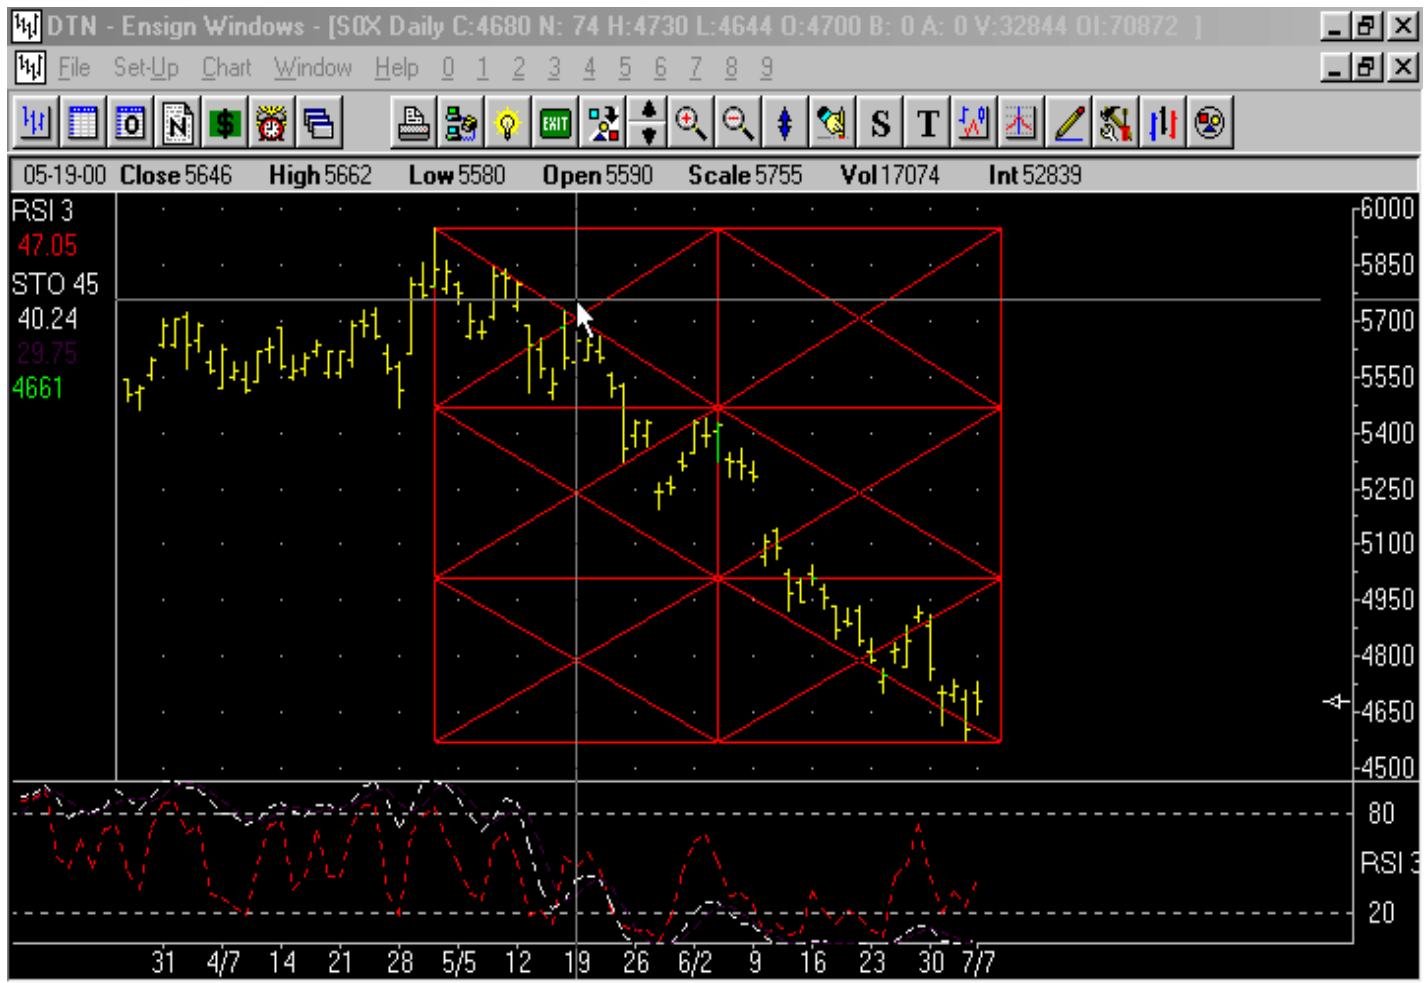 DTN - Ensign Windows - [S0X Daily C:4680 N: 74 H:4730 L:4644 O:4700 B: 0 A: 0 V:32844 OI:70872 ]
File Set-Up Chart Window Help 0 1 2 3 4 5 6 7 8 9
O N $ EXIT S T
05-19-00 Close 5646 High 5662 Low 5580 Open 5590 Scale 5755 Vol 17074 Int 52839
RSI 3
47.05
STO 45
40.24
29.75
4661
6000
5850
5700
5550
5400
5250
5100
4950
4800
4650
4500
80
RSI 3
20
31 4/7 14 21 28 5/5 12 19 26 6/2 9 16 23 30 7/7